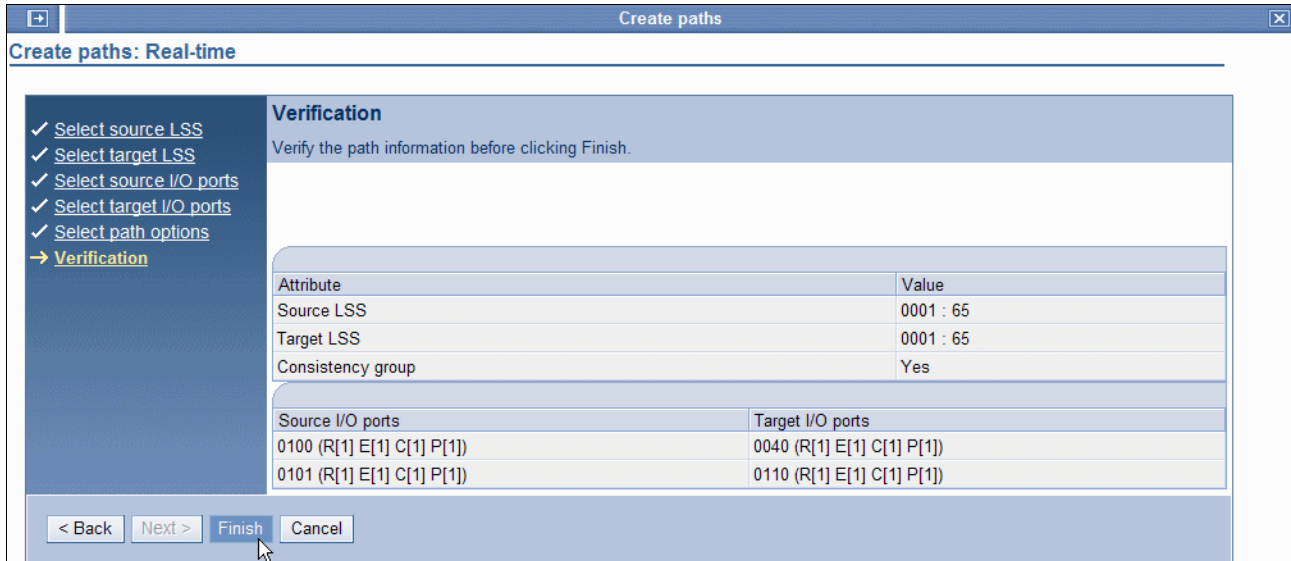 Create paths
Create paths: Real-time
Select source LSS
Select target LSS
Select source I/O ports
Select target I/O ports
Select path options
Verification
Verification
Verify the path information before clicking Finish.
Attribute Value
Source LSS 0001 : 65
Target LSS 0001 : 65
Consistency group Yes
Source I/O ports Target I/O ports
0100 (R[1] E[1] C[1] P[1]) 0040 (R[1] E[1] C[1] P[1])
0101 (R[1] E[1] C[1] P[1]) 0110 (R[1] E[1] C[1] P[1])
< Back Next > Finish Cancel